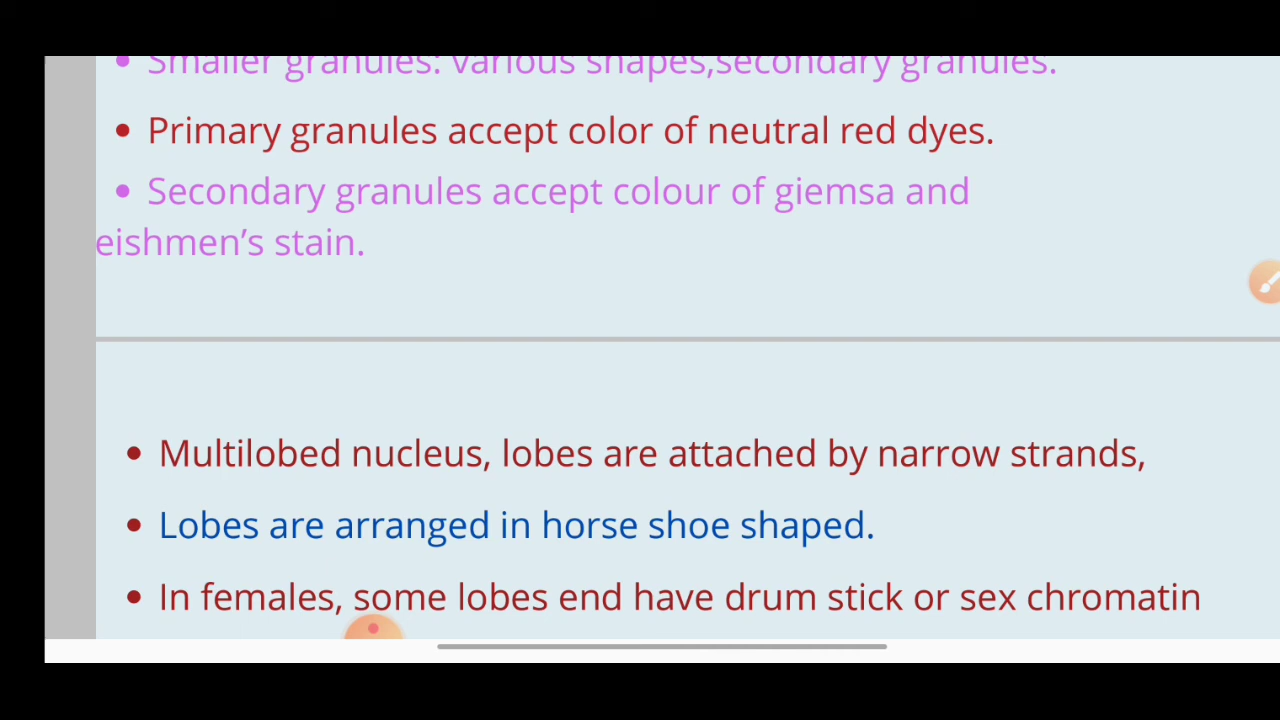 Smaller granules: various shapes,secondary granules.
Primary granules accept color of neutral red dyes.
Secondary granules accept colour of giemsa and
eishmen’s stain.
Multilobed nucleus, lobes are attached by narrow strands,
Lobes are arranged in horse shoe shaped.
In females, some lobes end have drum stick or sex chromatin